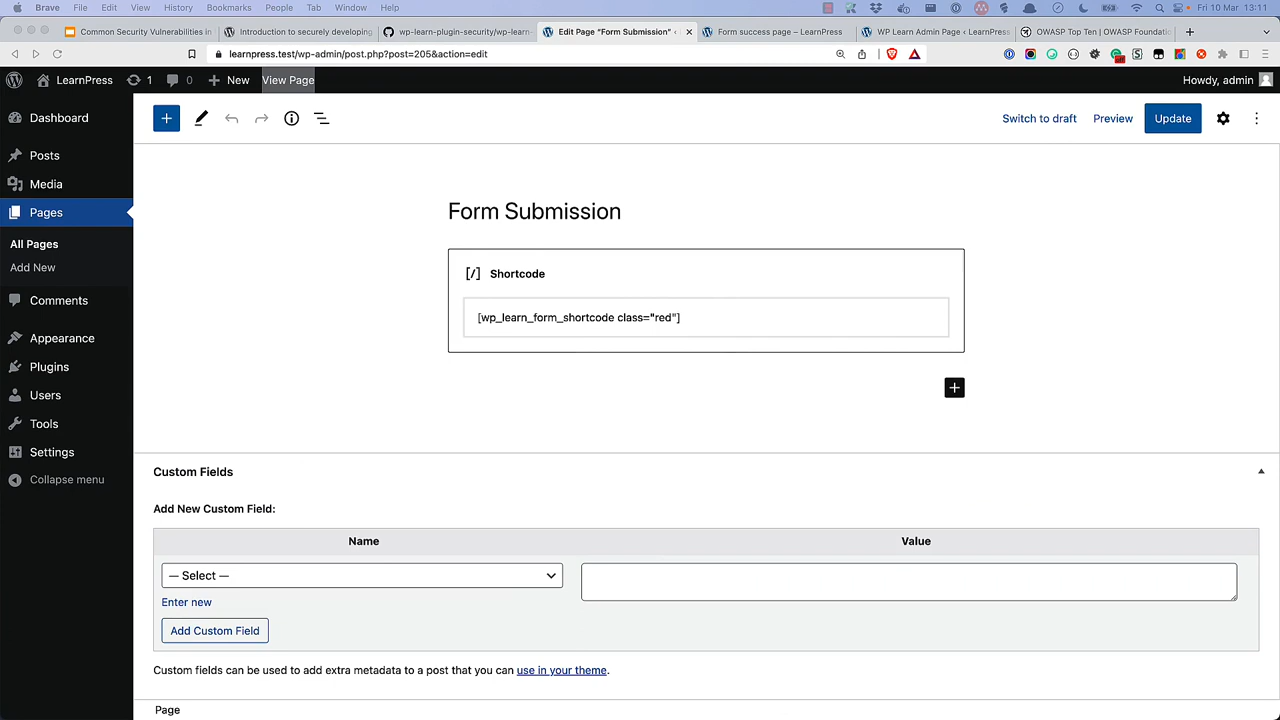 Brave File Edit View History Bookmarks People Tab Window Help Fri 10 Mar 13:11
Common Security Vulnerabilities in Introduction to securely developing wp-learn-plugin-security/wp-learn- Edit Page "Form Submission" ‹ Form success page – LearnPress WP Learn Admin Page ‹ LearnPress OWASP Top Ten | OWASP Foundatio
learnpress.test/wp-admin/post.php?post=205&action=edit
LearnPress 1 0 New View Page Howdy, admin
Dashboard
Posts
Media
Pages
All Pages
Add New
Comments
Appearance
Plugins
Users
Tools
Settings
Collapse menu
Switch to draft Preview Update
Form Submission
[/] Shortcode
[wp_learn_form_shortcode class="red"]
Custom Fields
Add New Custom Field:
Name Value
— Select —
Enter new
Add Custom Field
Custom fields can be used to add extra metadata to a post that you can use in your theme.
Page